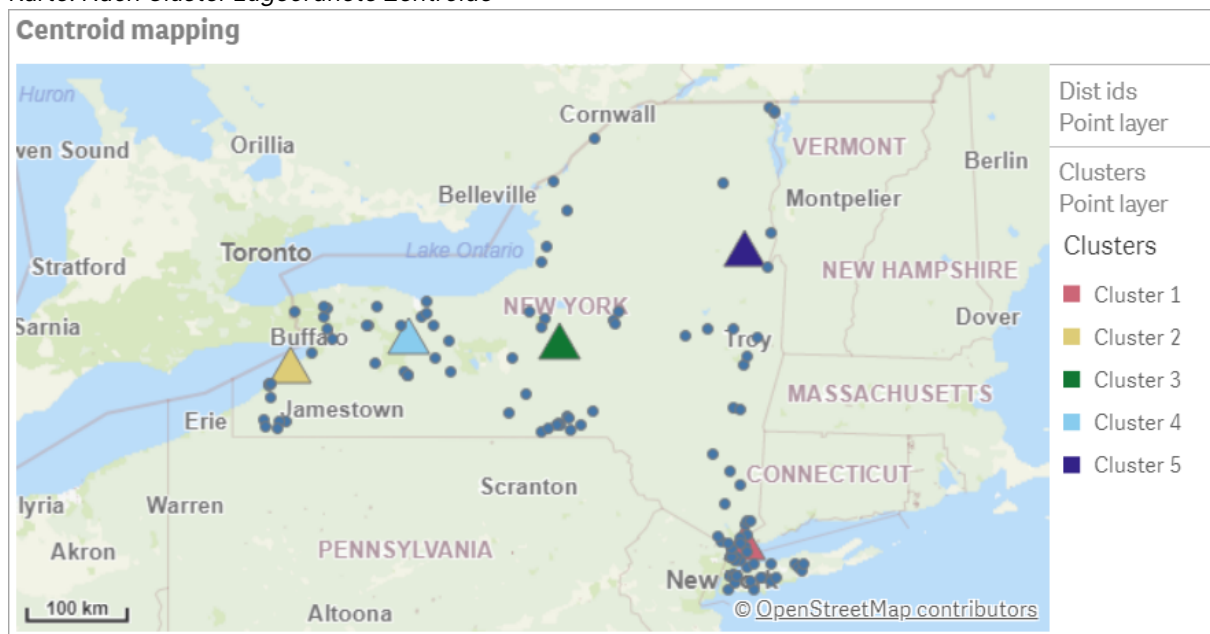 Centroid mapping
Huron
Cornwall
Orillia
VERMONT
ven Sound
Berlin
Belleville
Montpelier
Toronto
Lake Ontario
Stratford
NEW HAMPSHIRE
NEW YORK
Sarnia
Buffalo
Dover
Troy
MASSACHUSETTS
Jamestown
Erie
CONNECTICUT
Scranton
lyria
Warren
Akron
PENNSYLVANIA
New
100 km
Altoona
© OpenStreetMap contributors
Dist ids
Point layer
Clusters
Point layer
Clusters
Cluster 1
Cluster 2
Cluster 3
Cluster 4
Cluster 5